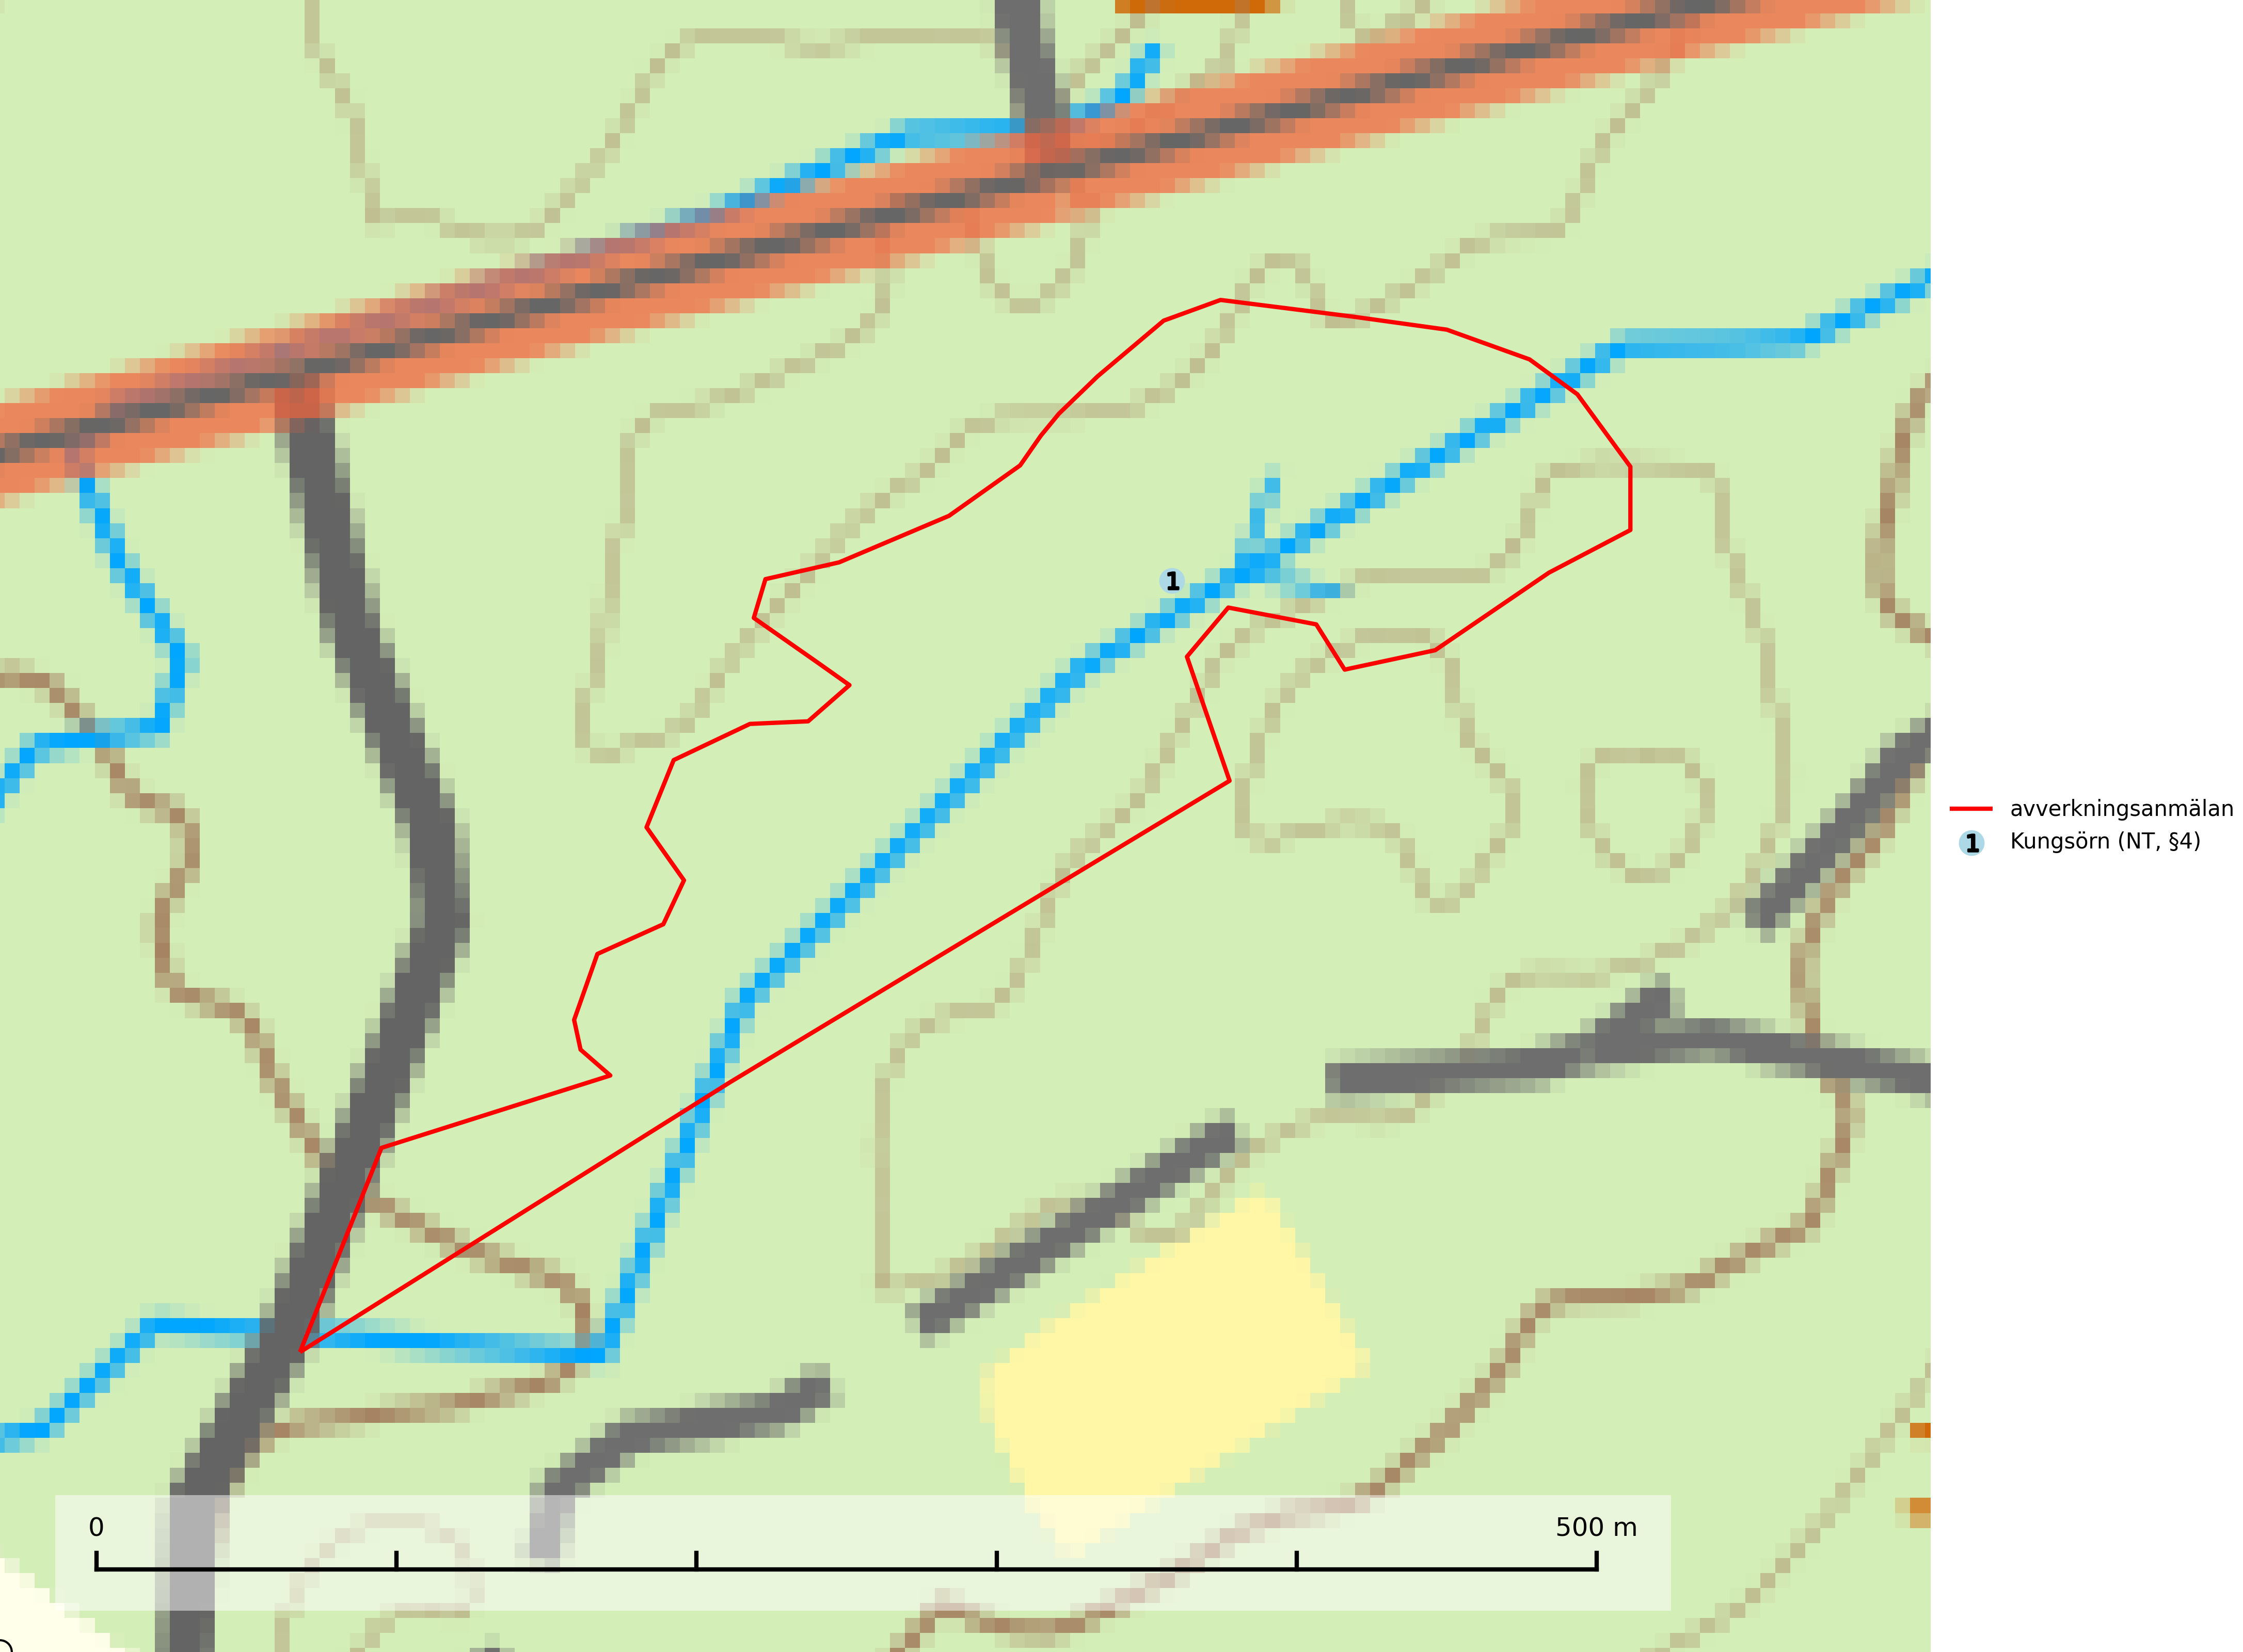 1
avverkningsanmälan
1 Kungsörn (NT, §4)
0 500 m